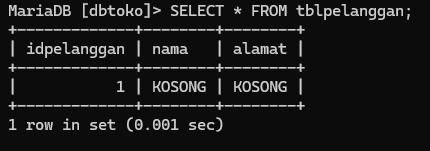 MariaDB [dbtoko]> SELECT * FROM tblpelanggan;
+-------------+--------+--------+
| idpelanggan | nama   | alamat |
+-------------+--------+--------+
|           1 | KOSONG | KOSONG |
+-------------+--------+--------+
1 row in set (0.001 sec)